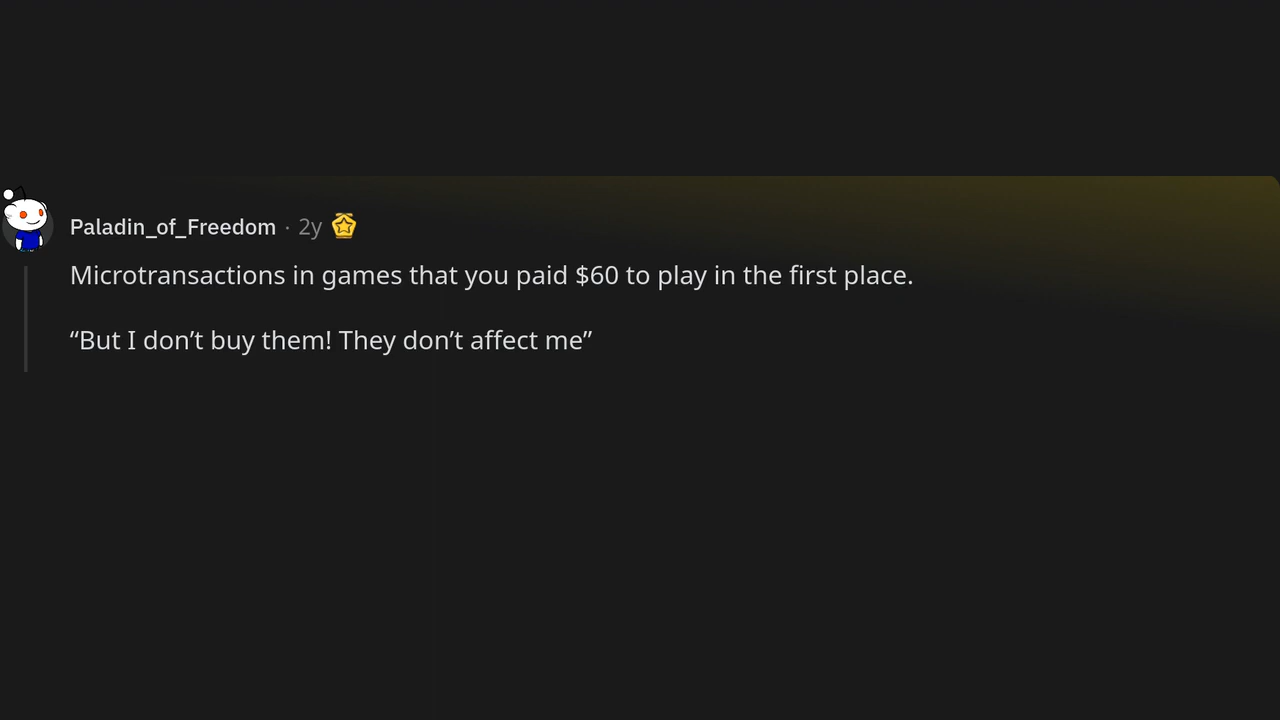 Paladin_of_Freedom · 2y
Microtransactions in games that you paid $60 to play in the first place.
“But I don’t buy them! They don’t affect me”